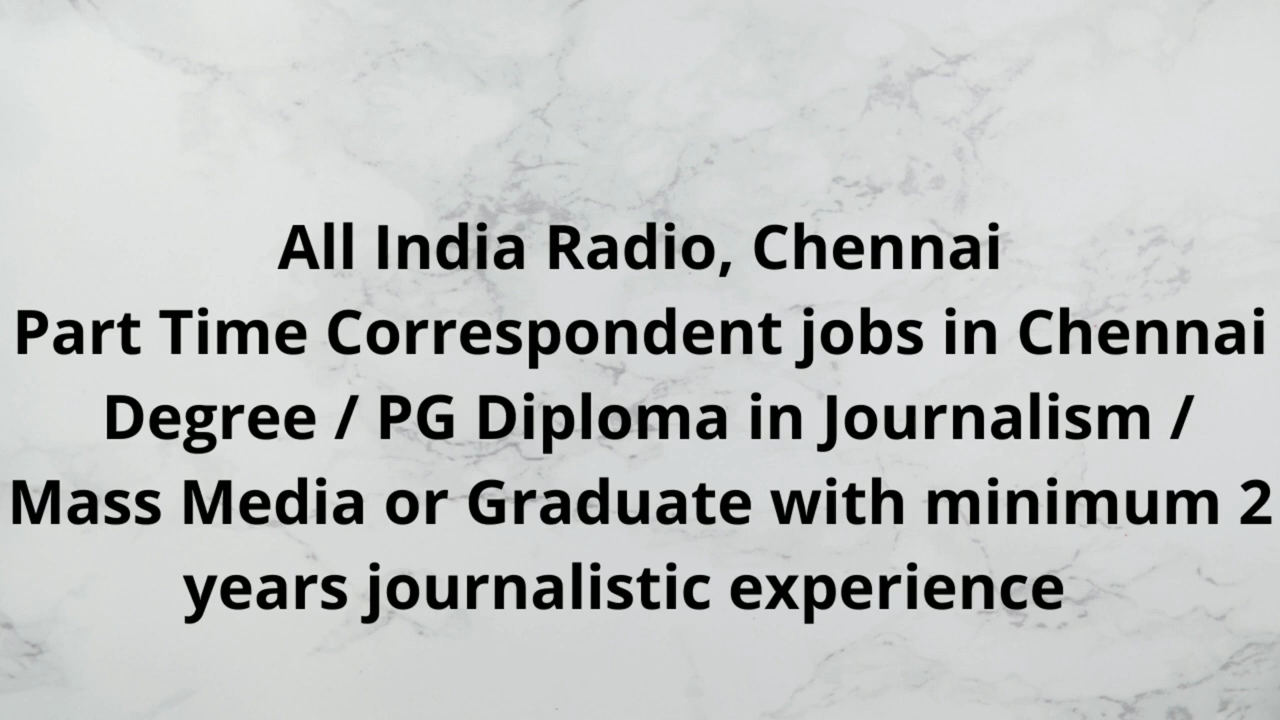 All India Radio, Chennai
Part Time Correspondent jobs in Chennai
Degree / PG Diploma in Journalism /
Mass Media or Graduate with minimum 2
years journalistic experience